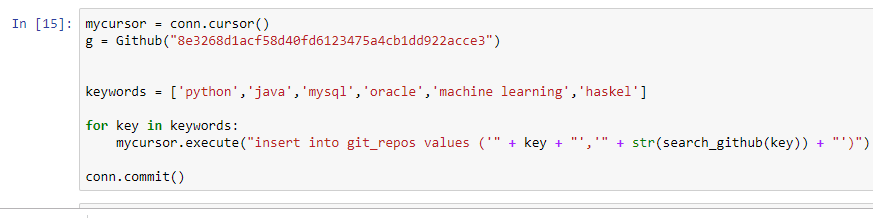 In [15]: mycursor = conn.cursor()
g = Github("8e3268d1acf58d40fd6123475a4cb1dd922acce3")
keywords = ['python','java','mysql','oracle','machine learning','haskel']
for key in keywords:
    mycursor.execute("insert into git_repos values ('" + key + "','" + str(search_github(key)) + "')")
conn.commit()